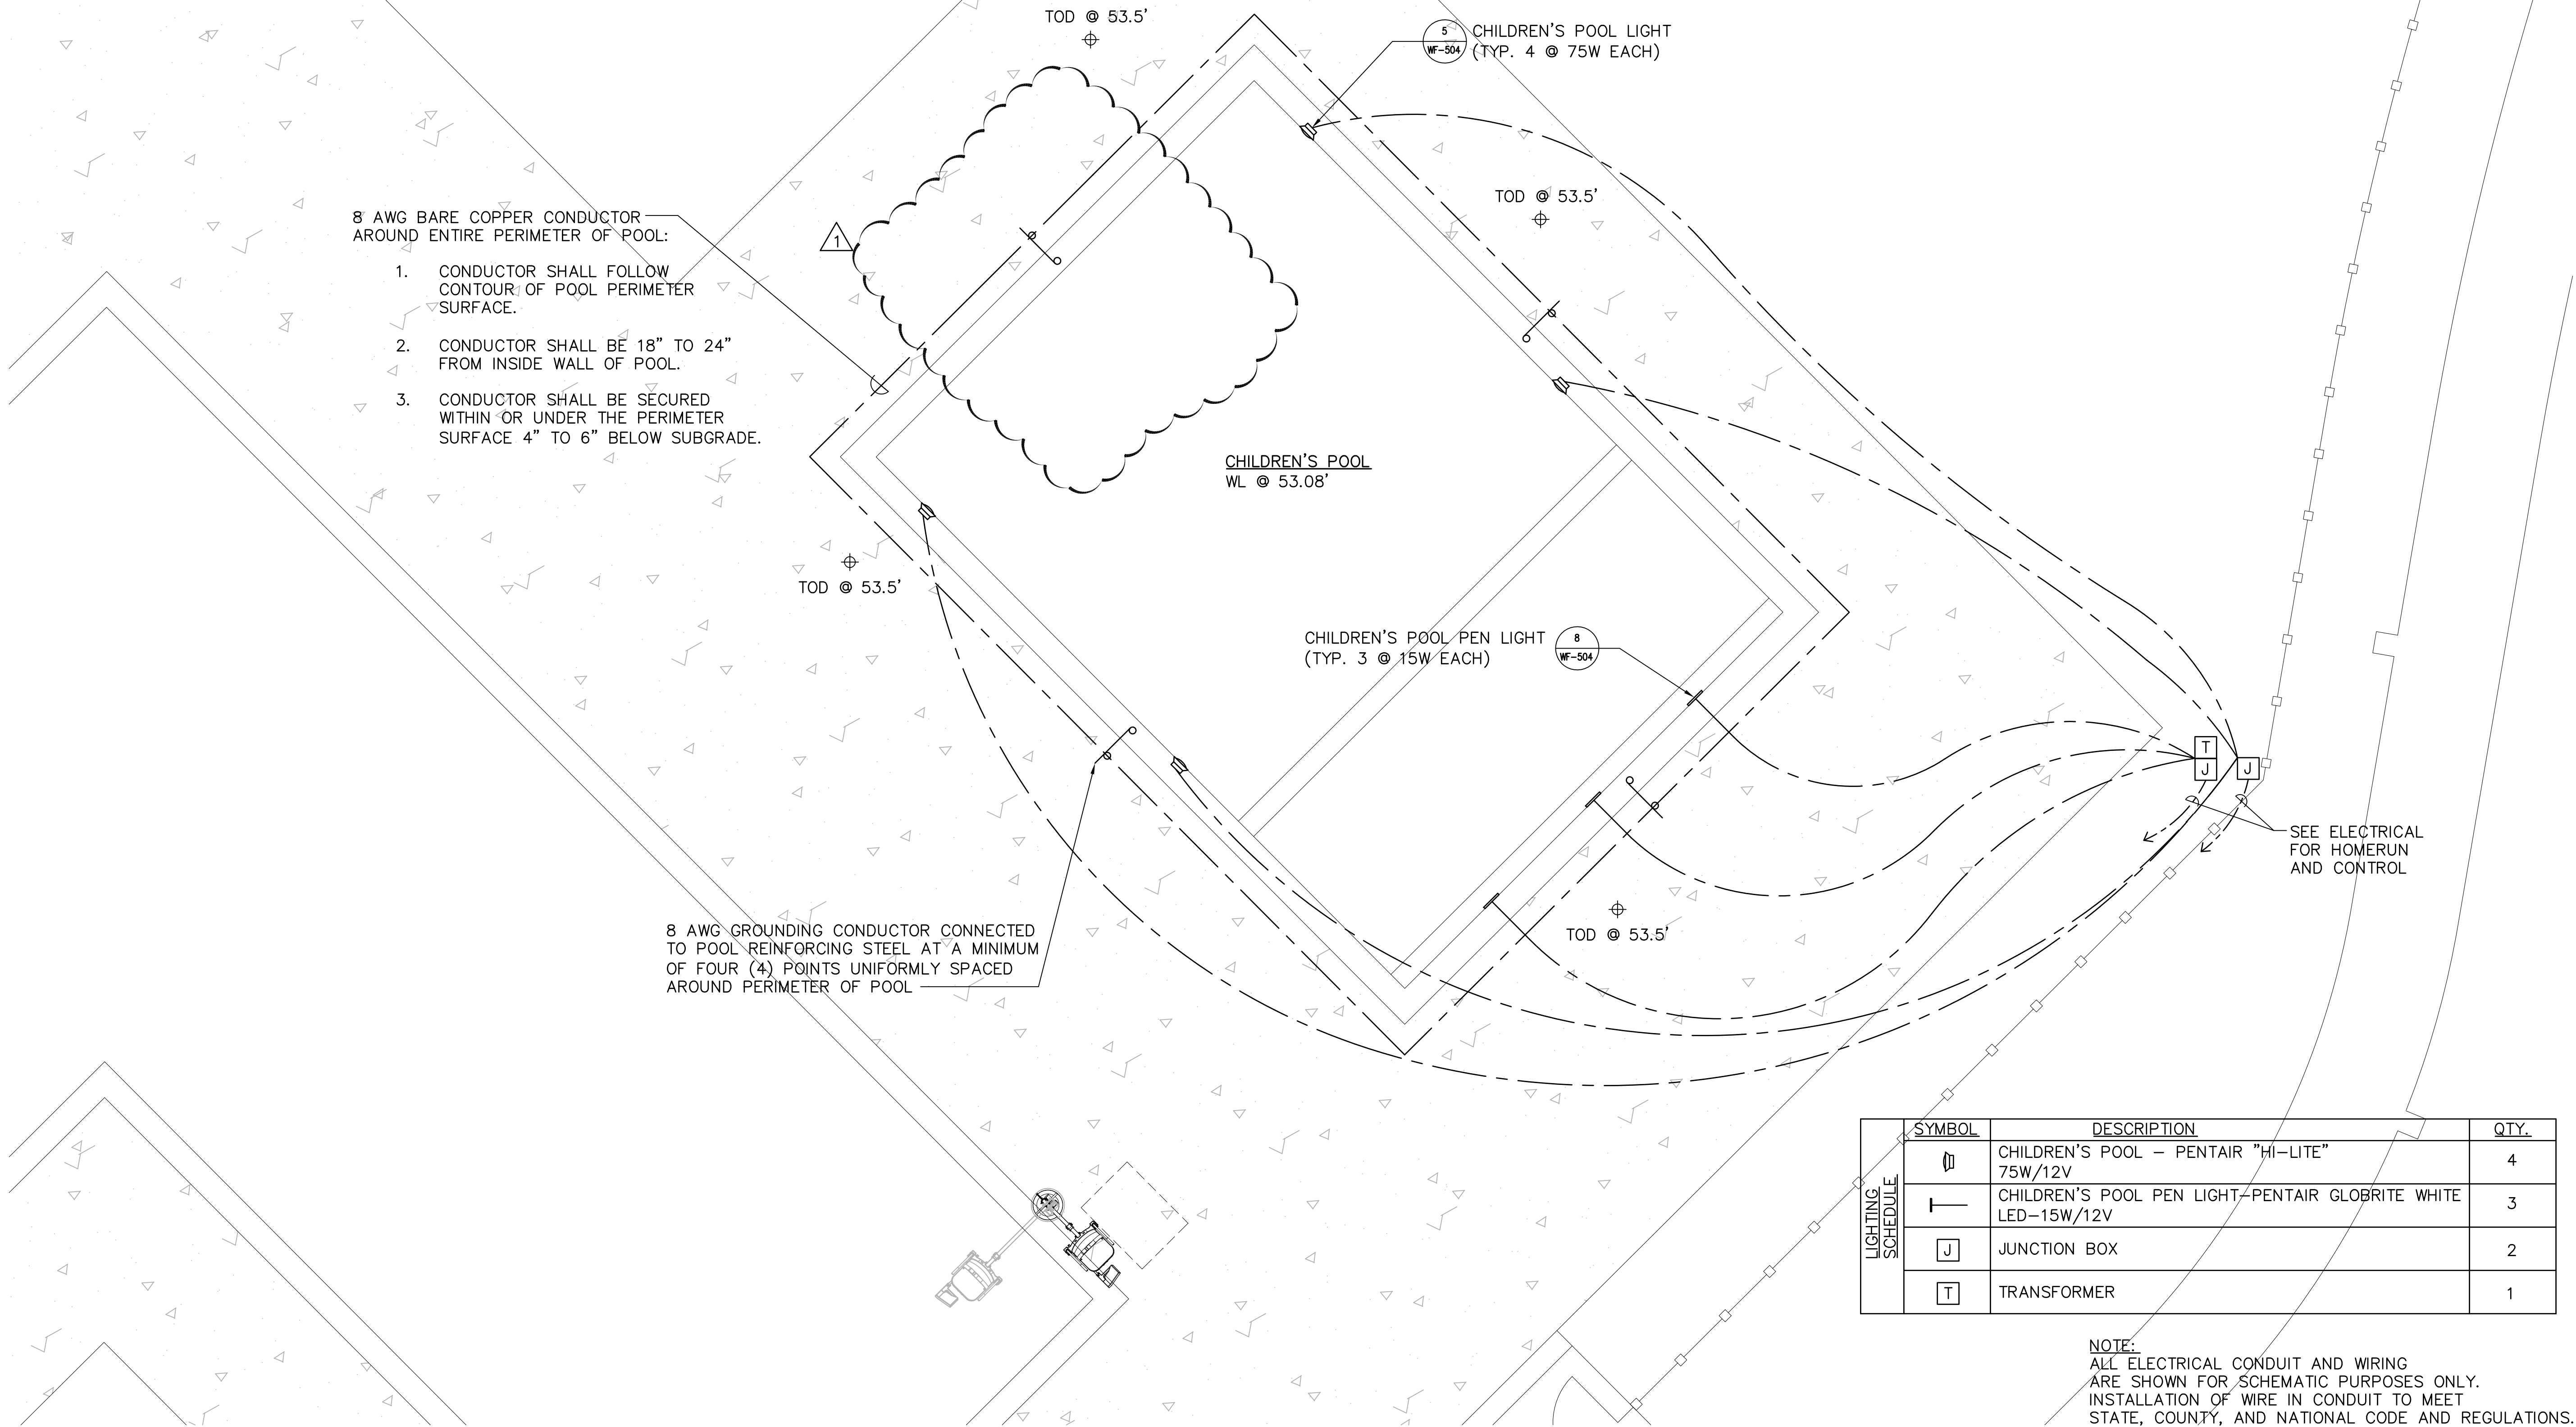 TOD @ 53.5'
5
WF-504
CHILDREN'S POOL LIGHT
(TYP. 4 @ 75W EACH)
TOD @ 53.5'
8 AWG BARE COPPER CONDUCTOR
AROUND ENTIRE PERIMETER OF POOL:
1. CONDUCTOR SHALL FOLLOW
CONTOUR OF POOL PERIMETER
SURFACE.
2. CONDUCTOR SHALL BE 18" TO 24"
FROM INSIDE WALL OF POOL.
3. CONDUCTOR SHALL BE SECURED
WITHIN OR UNDER THE PERIMETER
SURFACE 4" TO 6" BELOW SUBGRADE.
1
CHILDREN'S POOL
WL @ 53.08'
TOD @ 53.5'
CHILDREN'S POOL PEN LIGHT
(TYP. 3 @ 15W EACH)
8
WF-504
T
J
J
SEE ELECTRICAL
FOR HOMERUN
AND CONTROL
8 AWG GROUNDING CONDUCTOR CONNECTED
TO POOL REINFORCING STEEL AT A MINIMUM
OF FOUR (4) POINTS UNIFORMLY SPACED
AROUND PERIMETER OF POOL
TOD @ 53.5'
LIGHTING
SCHEDULE
SYMBOL DESCRIPTION QTY.
CHILDREN'S POOL - PENTAIR "HI-LITE"
75W/12V
4
CHILDREN'S POOL PEN LIGHT-PENTAIR GLOBRITE WHITE
LED-15W/12V
3
J JUNCTION BOX 2
T TRANSFORMER 1
NOTE:
ALL ELECTRICAL CONDUIT AND WIRING
ARE SHOWN FOR SCHEMATIC PURPOSES ONLY.
INSTALLATION OF WIRE IN CONDUIT TO MEET
STATE, COUNTY, AND NATIONAL CODE AND REGULATIONS.